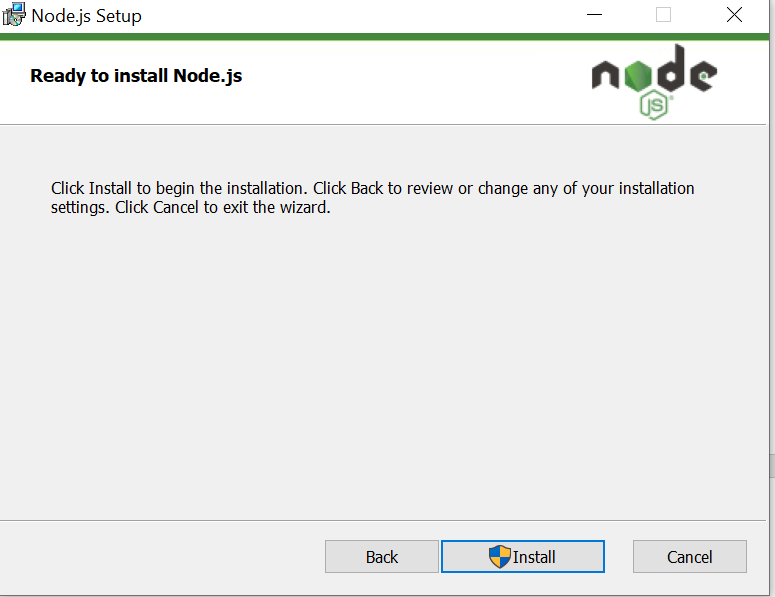 Node.js Setup
Ready to install Node.js
node
JS
Click Install to begin the installation. Click Back to review or change any of your installation
settings. Click Cancel to exit the wizard.
Back
Install
Cancel